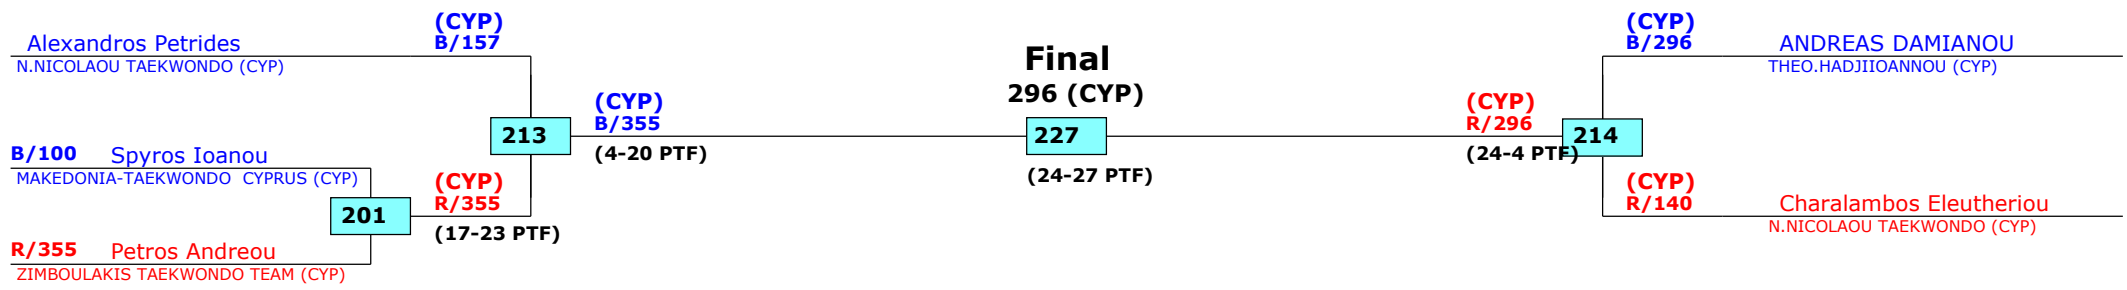 (CYP)
B/157
Alexandros Petrides
N.NICOLAOU TAEKWONDO (CYP)
213
(CYP)
B/355
(4-20 PTF)
B/100 Spyros Ioanou
MAKEDONIA-TAEKWONDO CYPRUS (CYP)
201
(CYP)
R/355
(17-23 PTF)
R/355 Petros Andreou
ZIMBOULAKIS TAEKWONDO TEAM (CYP)
Final
296 (CYP)
227
(24-27 PTF)
(CYP)
R/296
(24-4 PTF)
214
(CYP)
B/296
ANDREAS DAMIANOU
THEO.HADJIIOANNOU (CYP)
(CYP)
R/140
Charalambos Eleutheriou
N.NICOLAOU TAEKWONDO (CYP)